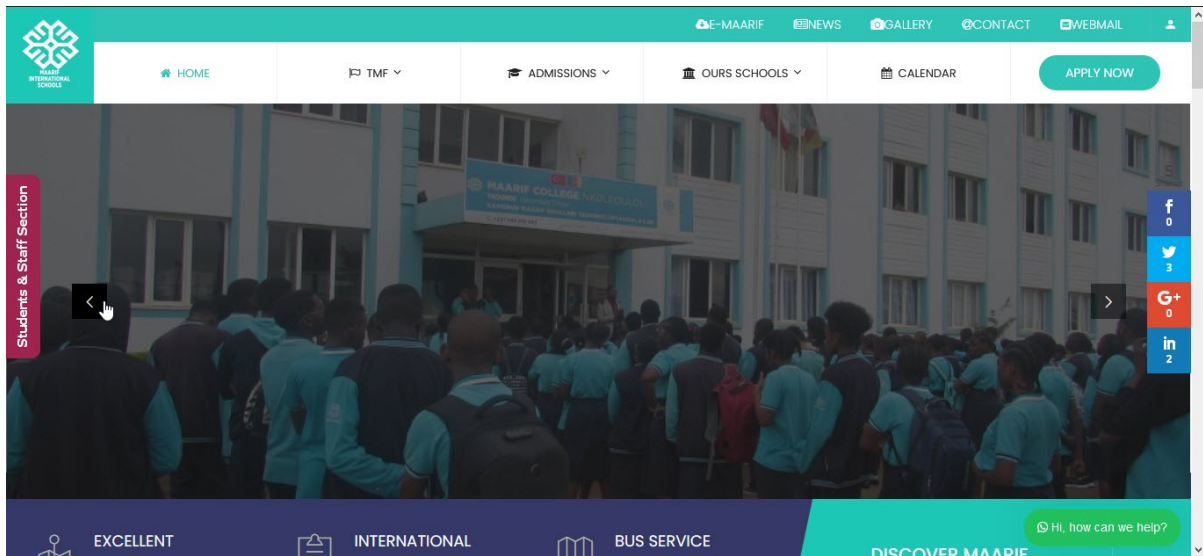 E-MAARIF NEWS GALLERY @CONTACT WEBMAIL
MAARIF
INTERNATIONAL
SCHOOLS
HOME TMF ADMISSIONS OURS SCHOOLS CALENDAR APPLY NOW
MAARIF COLLEGE
Students & Staff Section
f
0
3
G+
0
in
2
Hi, how can we help?
EXCELLENT INTERNATIONAL BUS SERVICE
DISCOVER MAARIF